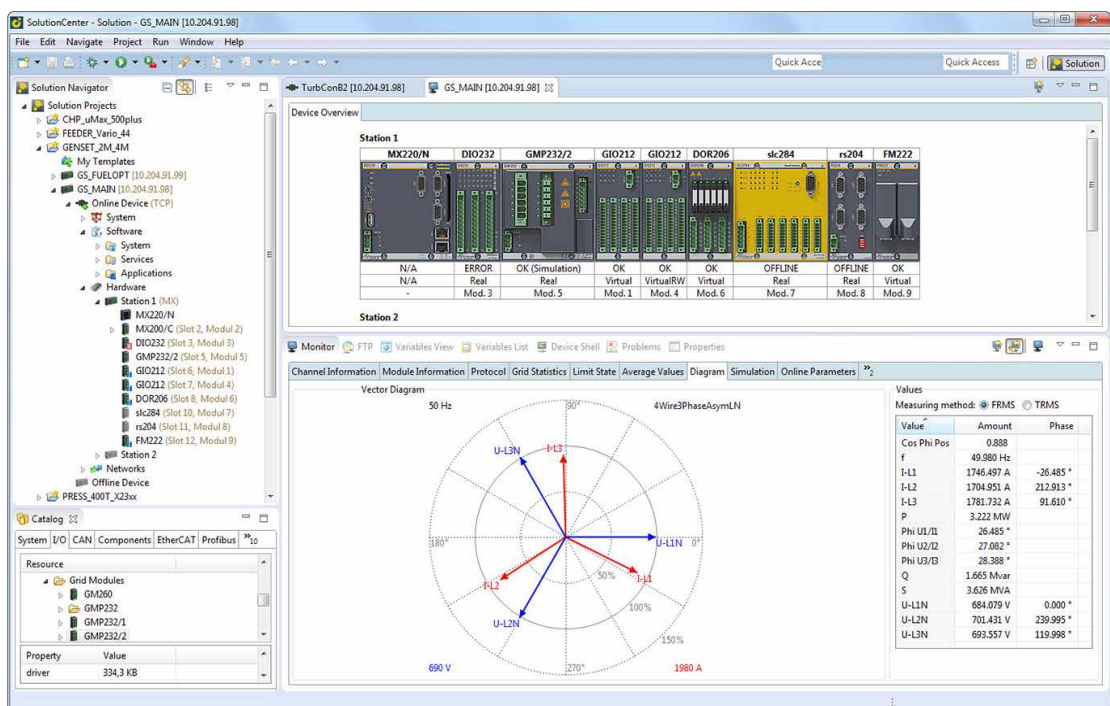 SolutionCenter - Solution - GS_MAIN [10.204.91.98]
File Edit Navigate Project Run Window Help
Quick Acce
Quick Access
Solution
Solution Navigator
Solution Projects
CHP_uMax_500plus
FEEDER_Vario_44
GENSET_2M_4M
My Templates
GS_FUELOPT [10.204.91.99]
GS_MAIN [10.204.91.98]
Online Device (TCP)
System
Software
System
Services
Applications
Hardware
Station 1 (MX)
MX220/N
MX200/C (Slot 2, Modul 2)
DIO232 (Slot 3, Modul 3)
GMP232/2 (Slot 5, Modul 5)
GIO212 (Slot 6, Modul 1)
GIO212 (Slot 7, Modul 4)
DOR206 (Slot 8, Modul 6)
slc284 (Slot 10, Modul 7)
rs204 (Slot 11, Modul 8)
FM222 (Slot 12, Modul 9)
Station 2
Networks
Offline Device
PRESS_400T_X23xx
Catalog
System I/O CAN Components EtherCAT Profibus »10
Resource
Grid Modules
GM260
GMP232
GMP232/1
GMP232/2
Property Value
driver 334,3 KB
TurbConB2 [10.204.91.98] GS_MAIN [10.204.91.98]
Device Overview
Station 1
MX220/N DIO232 GMP232/2 GIO212 GIO212 DOR206 slc284 rs204 FM222
N/A ERROR OK (Simulation) OK OK OK OFFLINE OFFLINE OK
N/A Real Real Virtual VirtualRW Virtual Real Real Virtual
- Mod. 3 Mod. 5 Mod. 1 Mod. 4 Mod. 6 Mod. 7 Mod. 8 Mod. 9
Station 2
Monitor FTP Variables View Variables List Device Shell Problems Properties
Channel Information Module Information Protocol Grid Statistics Limit State Average Values Diagram Simulation Online Parameters »2
Vector Diagram
50 Hz 90° 4Wire3PhaseAsymLN
U-L3N I-L3
180° U-L1N 0°
I-L2 50% I-L1
100%
U-L2N
150%
690 V 270° 1980 A
Values
Measuring method: FRMS TRMS
Value Amount Phase
Cos Phi Pos 0.888
f 49.980 Hz
I-L1 1746.497 A -26.485 °
I-L2 1704.951 A 212.913 °
I-L3 1781.732 A 91.610 °
P 3.222 MW
Phi U1/I1 26.485 °
Phi U2/I2 27.082 °
Phi U3/I3 28.388 °
Q 1.665 Mvar
S 3.626 MVA
U-L1N 684.079 V 0.000 °
U-L2N 701.431 V 239.995 °
U-L3N 693.557 V 119.998 °